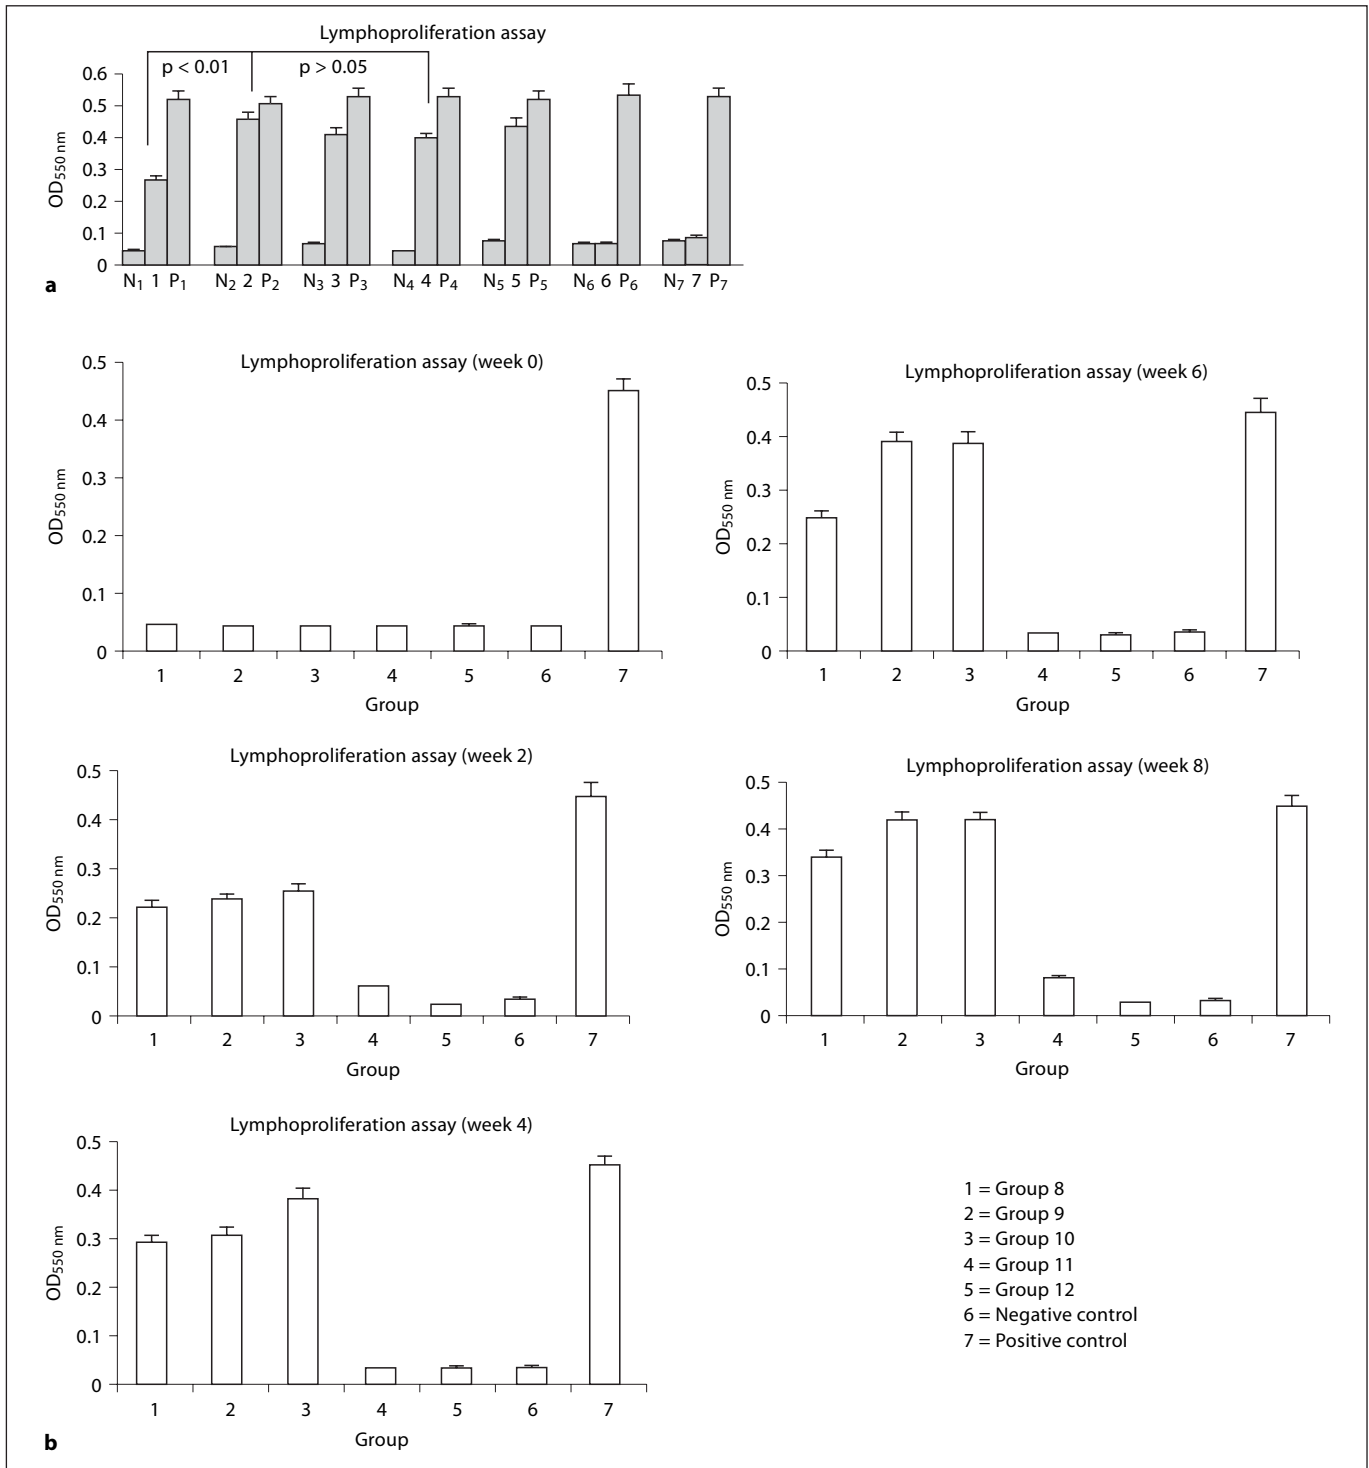 Lymphoproliferation assay
p < 0.01
p > 0.05
0.6
0.5
0.4
0.3
0.2
0.1
0
OD550 nm
N1 1 P1 N2 2 P2 N3 3 P3 N4 4 P4 N5 5 P5 N6 6 P6 N7 7 P7
a
Lymphoproliferation assay (week 0)
0.5
0.4
0.3
0.2
0.1
0
OD550 nm
1 2 3 4 5 6 7
Group
Lymphoproliferation assay (week 6)
0.5
0.4
0.3
0.2
0.1
0
OD550 nm
1 2 3 4 5 6 7
Group
Lymphoproliferation assay (week 2)
0.5
0.4
0.3
0.2
0.1
0
OD550 nm
1 2 3 4 5 6 7
Group
Lymphoproliferation assay (week 8)
0.5
0.4
0.3
0.2
0.1
0
OD550 nm
1 2 3 4 5 6 7
Group
Lymphoproliferation assay (week 4)
0.5
0.4
0.3
0.2
0.1
0
OD550 nm
1 2 3 4 5 6 7
Group
1 = Group 8
2 = Group 9
3 = Group 10
4 = Group 11
5 = Group 12
6 = Negative control
7 = Positive control
b